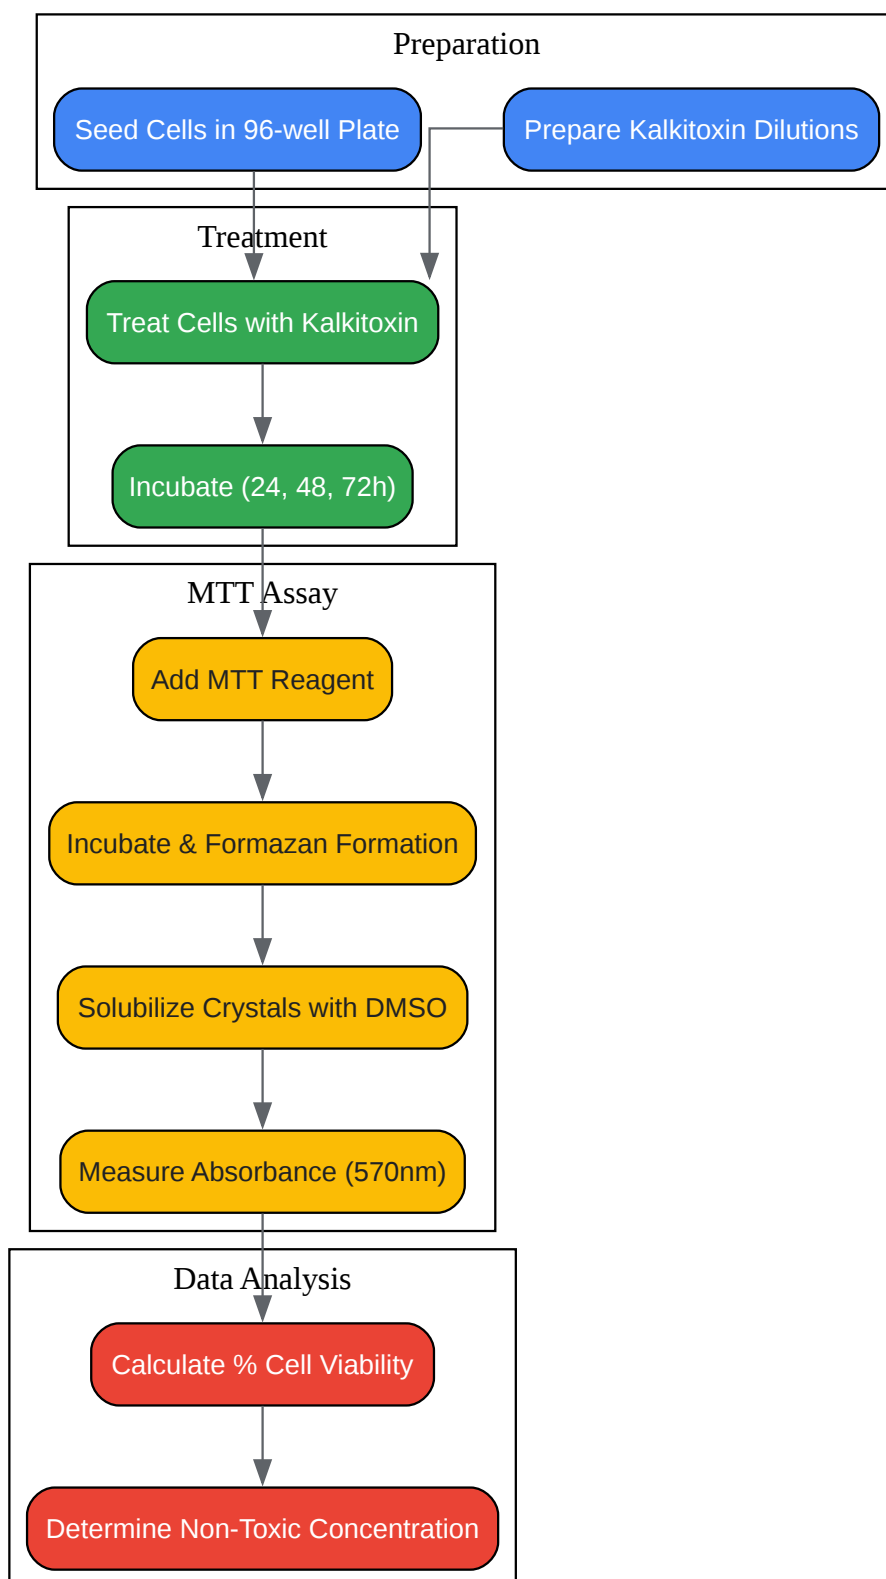 Preparation
Seed Cells in 96-well Plate
Prepare Kalkitoxin Dilutions
Treatment
Treat Cells with Kalkitoxin
Incubate (24, 48, 72h)
MTT Assay
Add MTT Reagent
Incubate & Formazan Formation
Solubilize Crystals with DMSO
Measure Absorbance (570nm)
Data Analysis
Calculate % Cell Viability
Determine Non-Toxic Concentration